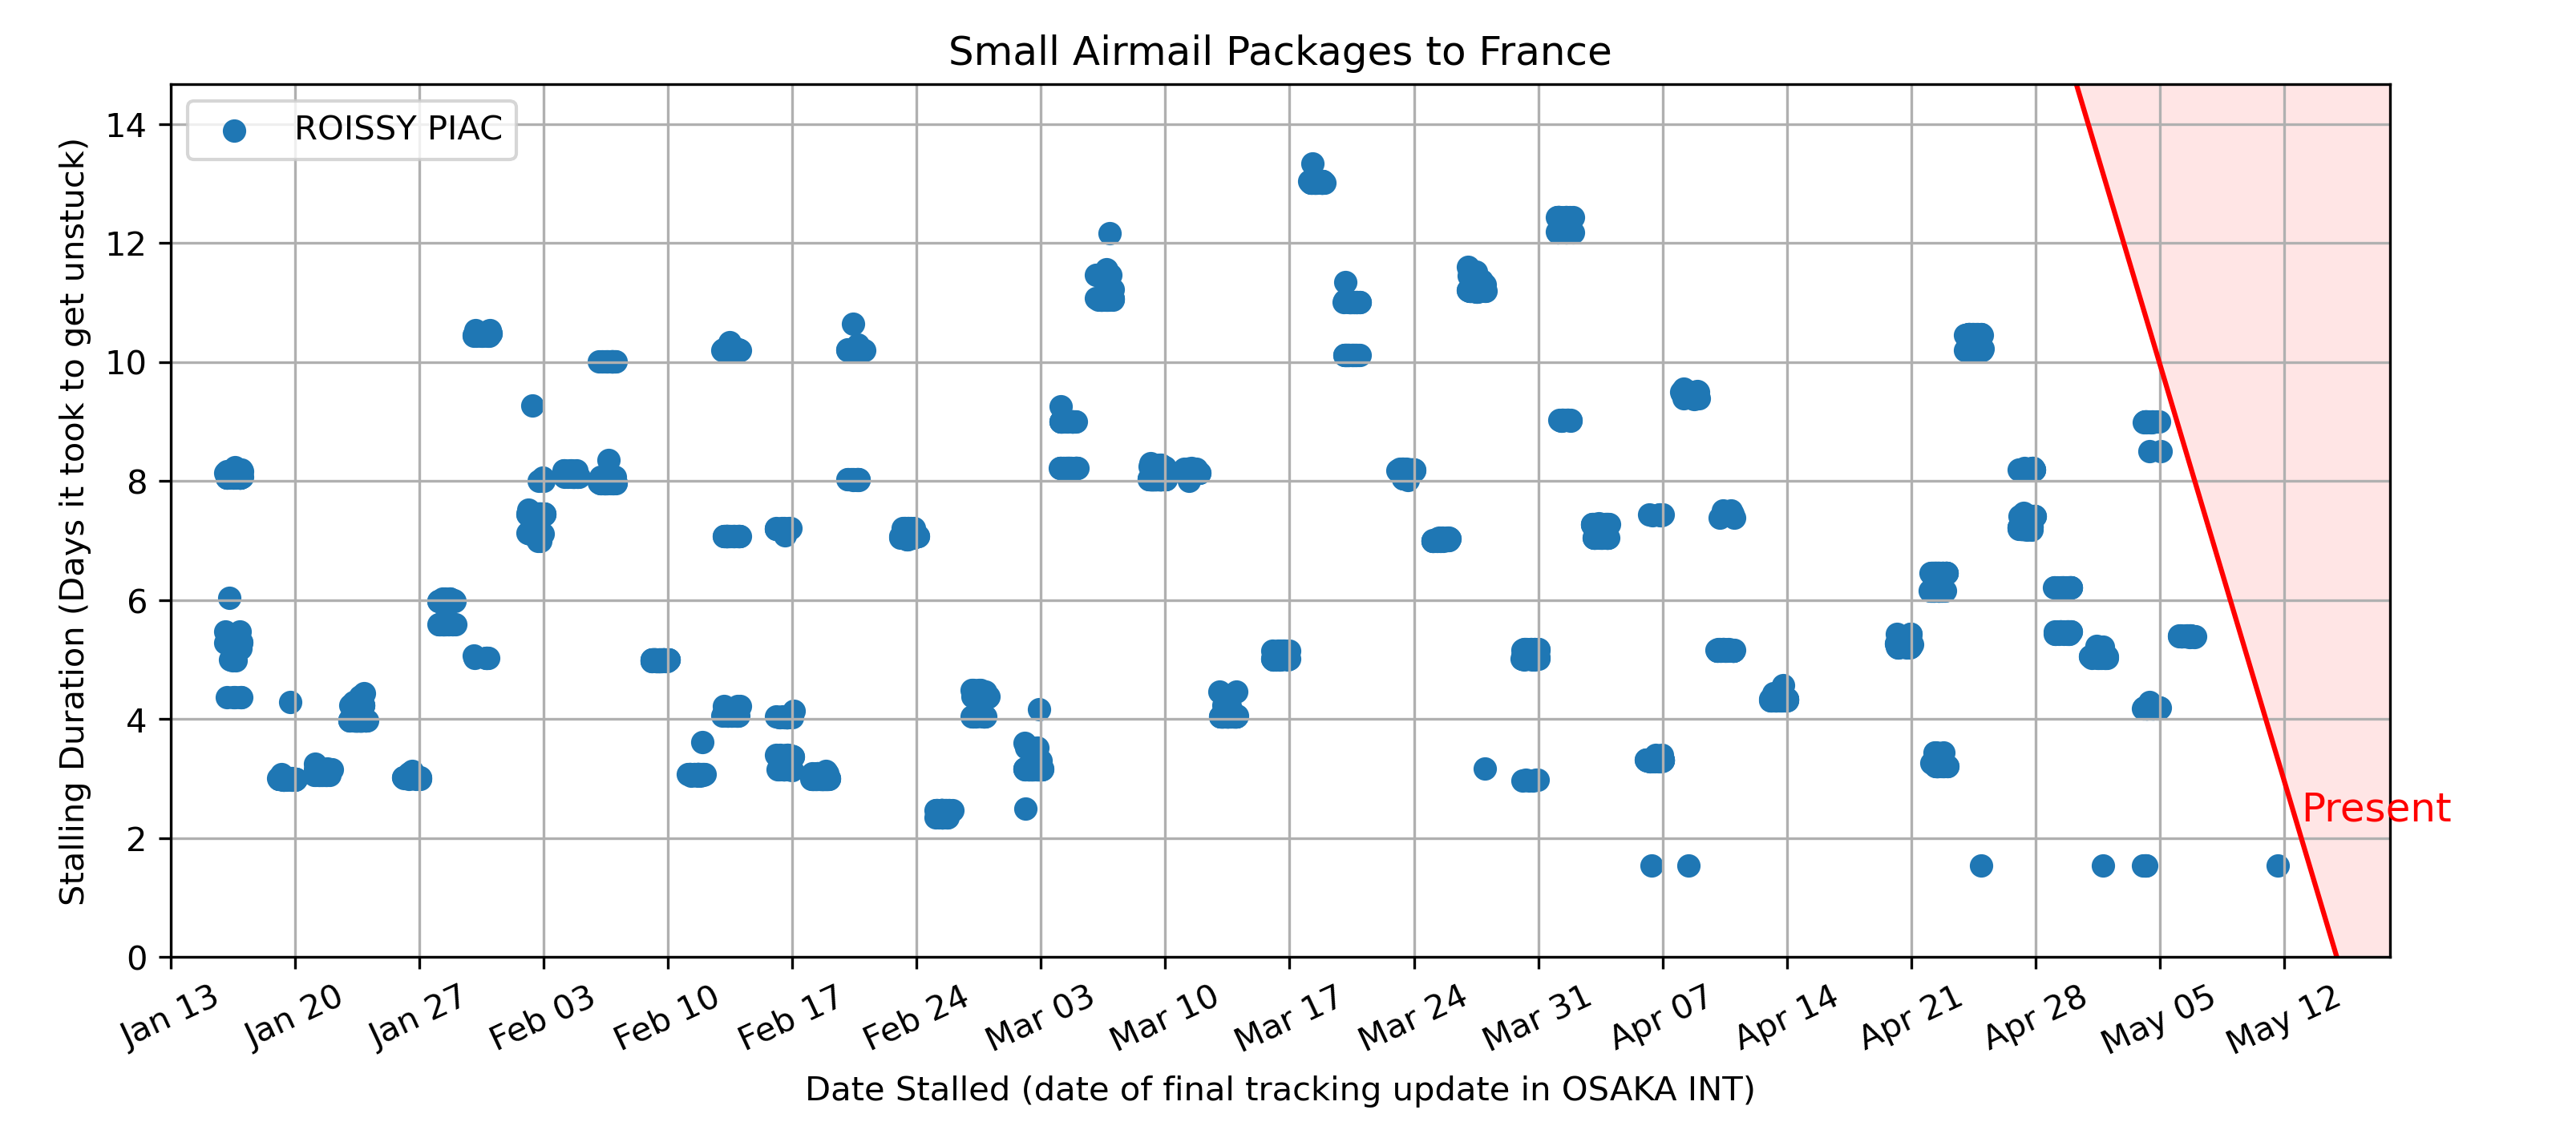 Small Airmail Packages to France
ROISSY PIAC
Stalling Duration (Days it took to get unstuck)
14
12
10
8
6
4
2
0
Present
Jan 13
Jan 20
Jan 27
Feb 03
Feb 10
Feb 17
Feb 24
Mar 03
Mar 10
Mar 17
Mar 24
Mar 31
Apr 07
Apr 14
Apr 21
Apr 28
May 05
May 12
Date Stalled (date of final tracking update in OSAKA INT)